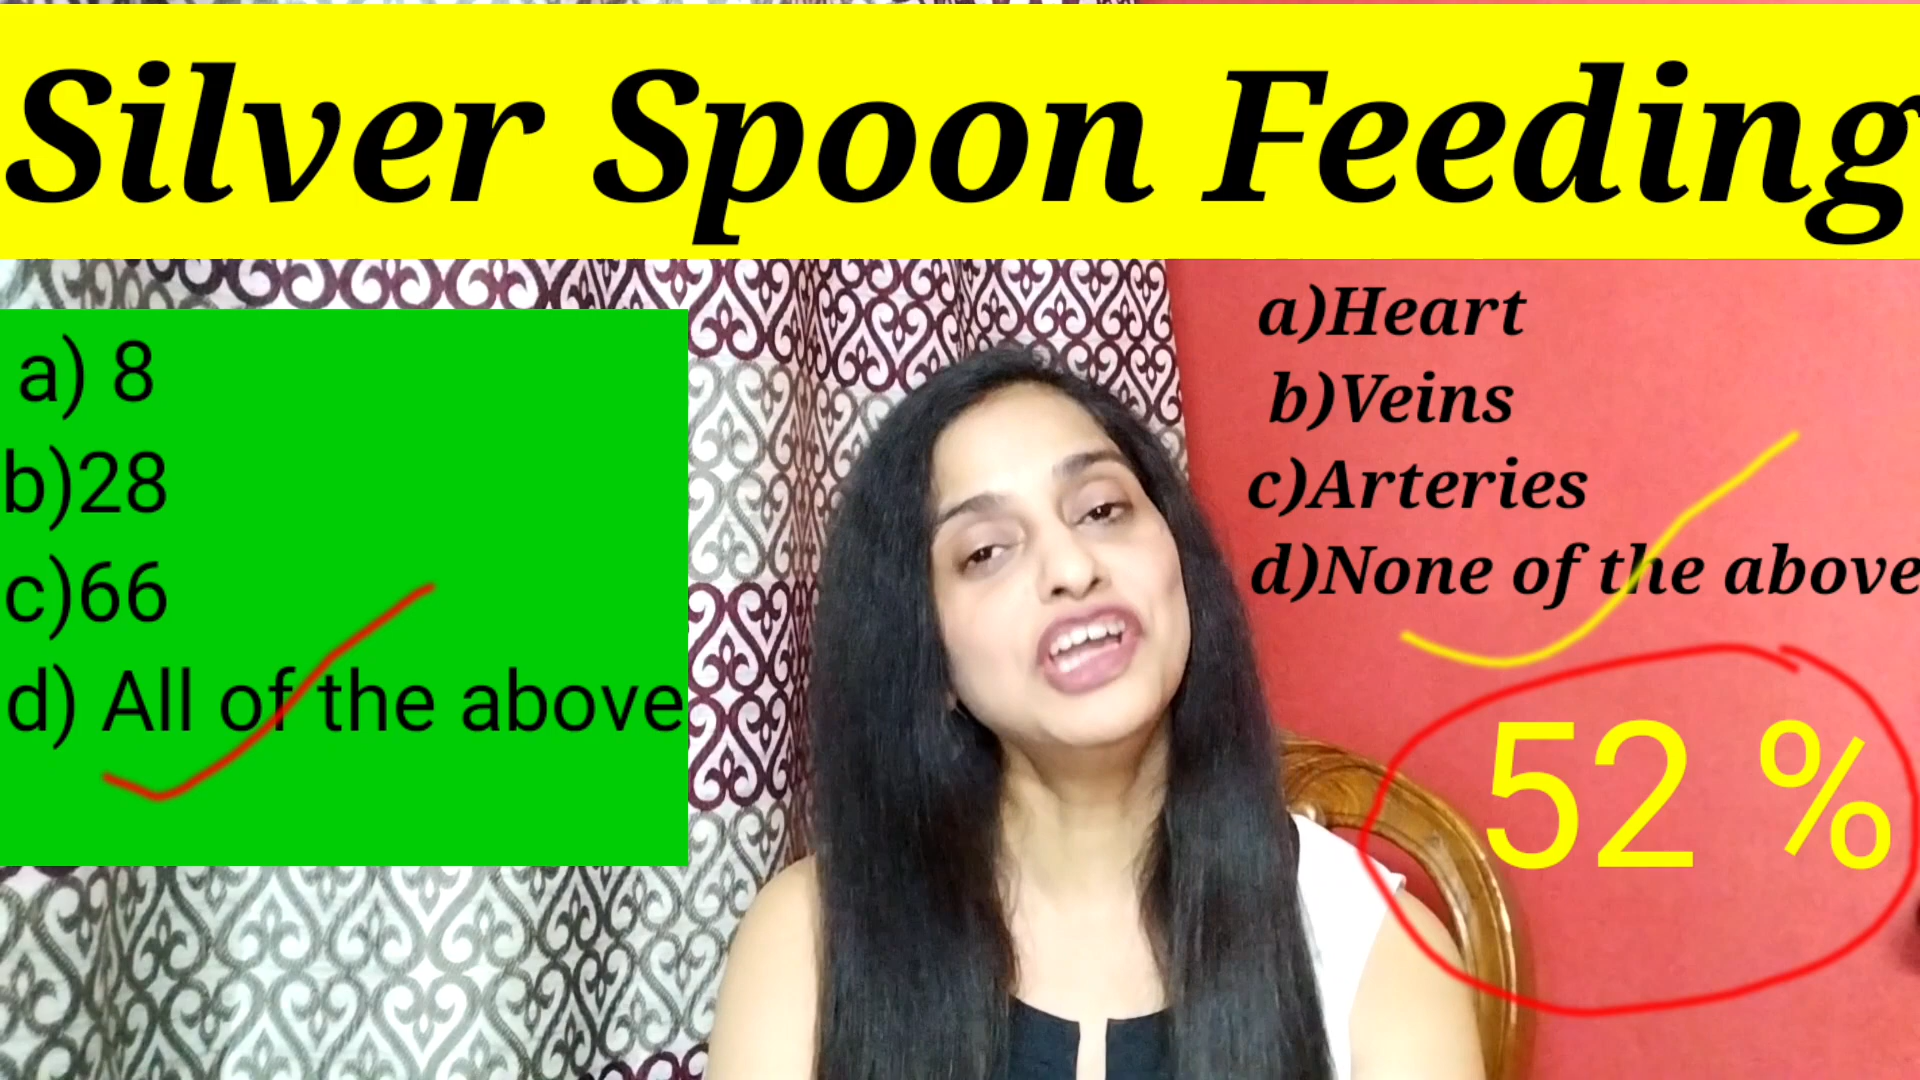 Silver Spoon Feeding
a) 8
b)28
c)66
d) All of the above
a)Heart
b)Veins
c)Arteries
d)None of the above
52 %